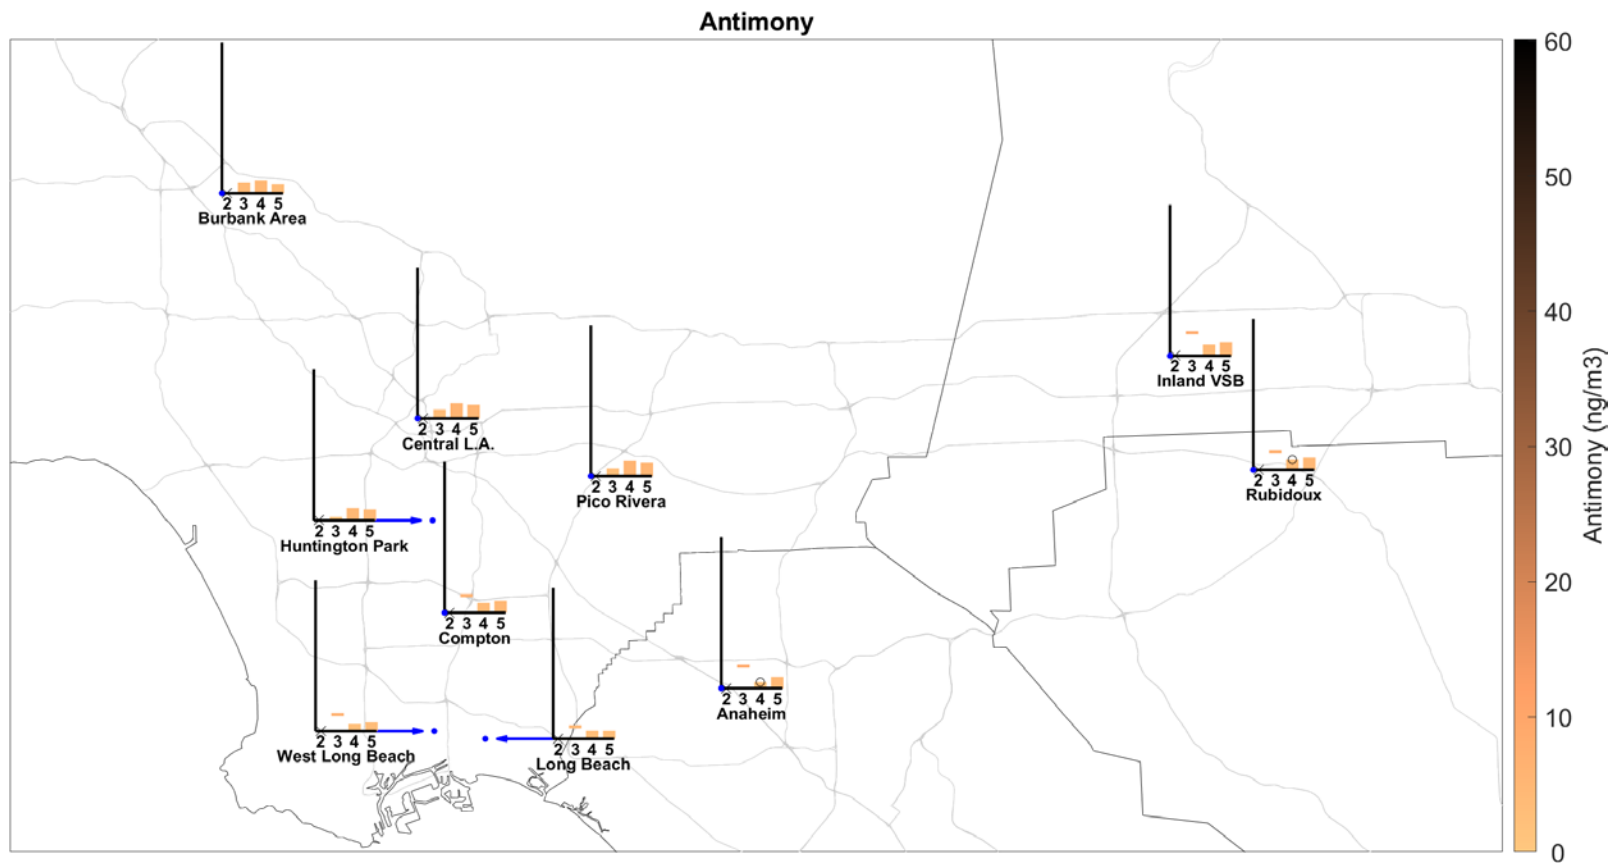 Antimony
60
50
40
30
20
10
0
Antimony (ng/m3)
2 3 4 5
Burbank Area
2 3 4 5
Inland VSB
2 3 4 5
Central L.A.
2 3 4 5
Pico Rivera
2 3 4 5
Rubidoux
2 3 4 5
Huntington Park
2 3 4 5
Compton
2 3 4 5
Anaheim
2 3 4 5
West Long Beach
2 3 4 5
Long Beach